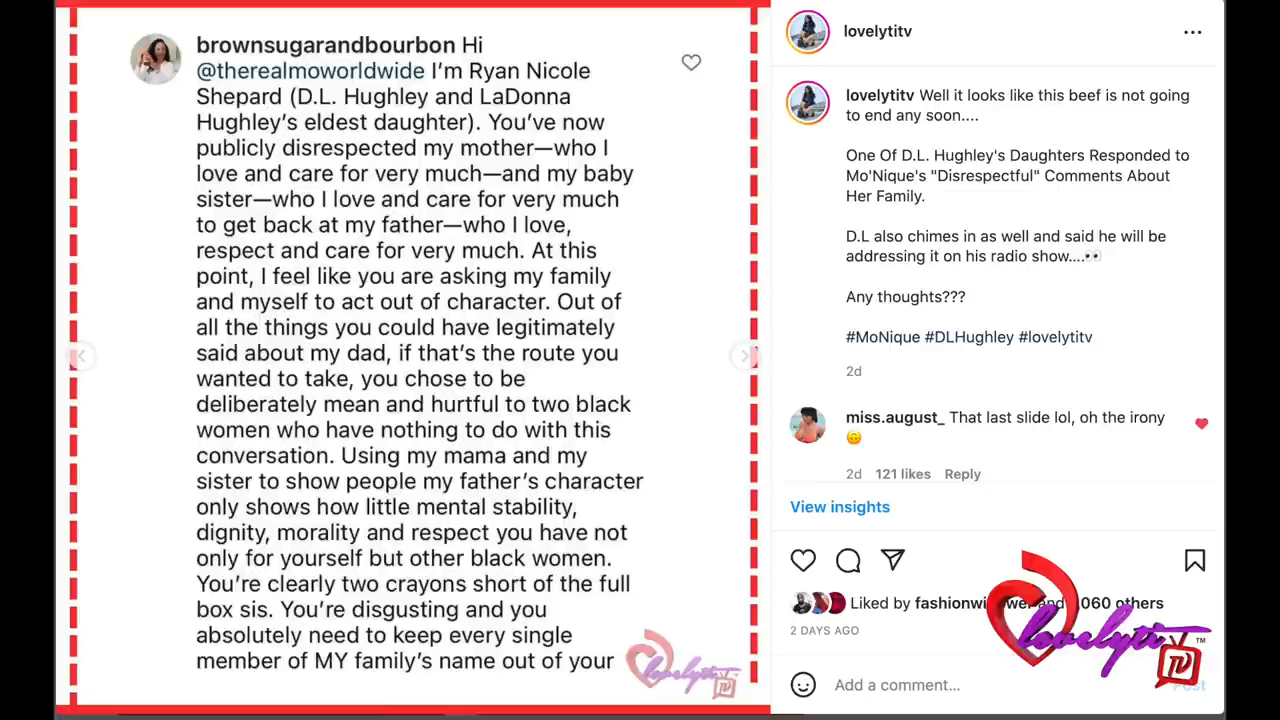 brownsugarandbourbon Hi
@therealmoworldwide I'm Ryan Nicole
Shepard (D.L. Hughley and LaDonna
Hughley's eldest daughter). You've now
publicly disrespected my mother—who I
love and care for very much—and my baby
sister—who I love and care for very much
to get back at my father—who I love,
respect and care for very much. At this
point, I feel like you are asking my family
and myself to act out of character. Out of
all the things you could have legitimately
said about my dad, if that's the route you
wanted to take, you chose to be
deliberately mean and hurtful to two black
women who have nothing to do with this
conversation. Using my mama and my
sister to show people my father's character
only shows how little mental stability,
dignity, morality and respect you have not
only for yourself but other black women.
You're clearly two crayons short of the full
box sis. You're disgusting and you
absolutely need to keep every single
member of MY family's name out of your
lovelytitv
TV
lovelytitv
lovelytitv Well it looks like this beef is not going
to end any soon....
One Of D.L. Hughley's Daughters Responded to
Mo'Nique's "Disrespectful" Comments About
Her Family.
D.L also chimes in as well and said he will be
addressing it on his radio show....👀
Any thoughts???
#MoNique #DLHughley #lovelytitv
2d
miss.august_ That last slide lol, oh the irony
🙃
2d 121 likes Reply
View insights
Liked by fashionwi and 060 others
2 DAYS AGO
lovelytitv
TV
TM
Add a comment...
Post